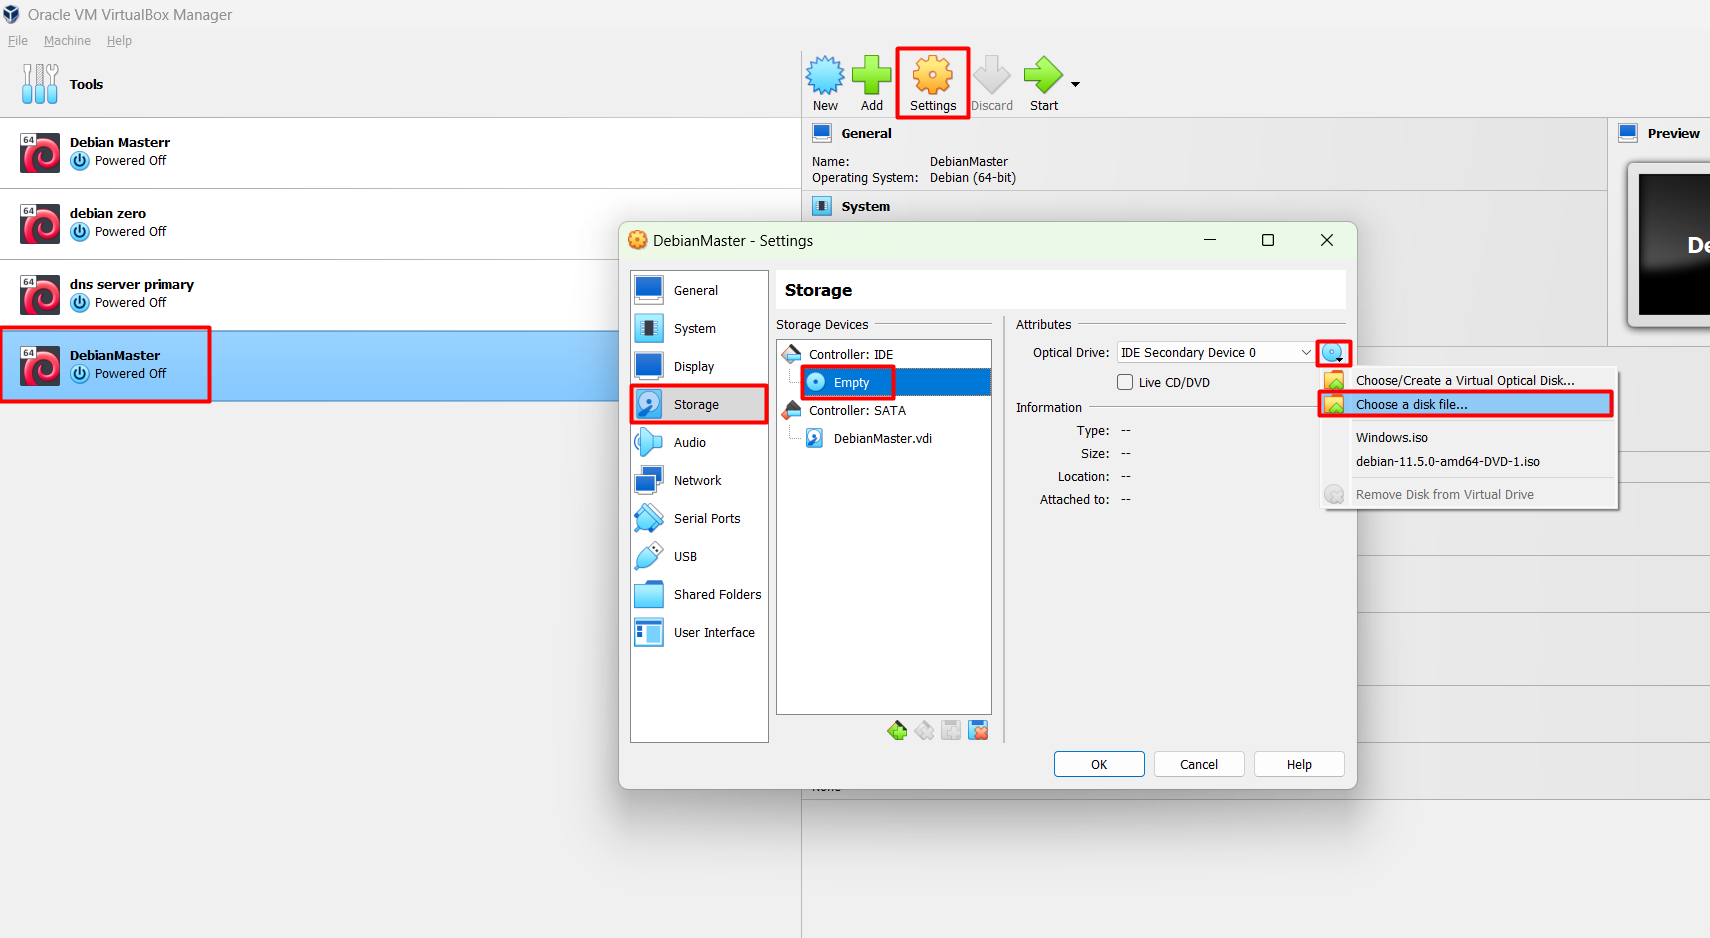 Oracle VM VirtualBox Manager
File Machine Help
Tools
New Add Settings Discard Start
64
Debian Masterr
Powered Off
64
debian zero
Powered Off
64
dns server primary
Powered Off
64
DebianMaster
Powered Off
General
Name: DebianMaster
Operating System: Debian (64-bit)
System
Preview
De
DebianMaster - Settings
General
System
Display
Storage
Audio
Network
Serial Ports
USB
Shared Folders
User Interface
Storage
Storage Devices
Controller: IDE
Empty
Controller: SATA
DebianMaster.vdi
Attributes
Optical Drive: IDE Secondary Device 0
Live CD/DVD
Information
Type: --
Size: --
Location: --
Attached to: --
Choose/Create a Virtual Optical Disk...
Choose a disk file...
Windows.iso
debian-11.5.0-amd64-DVD-1.iso
Remove Disk from Virtual Drive
OK Cancel Help
None